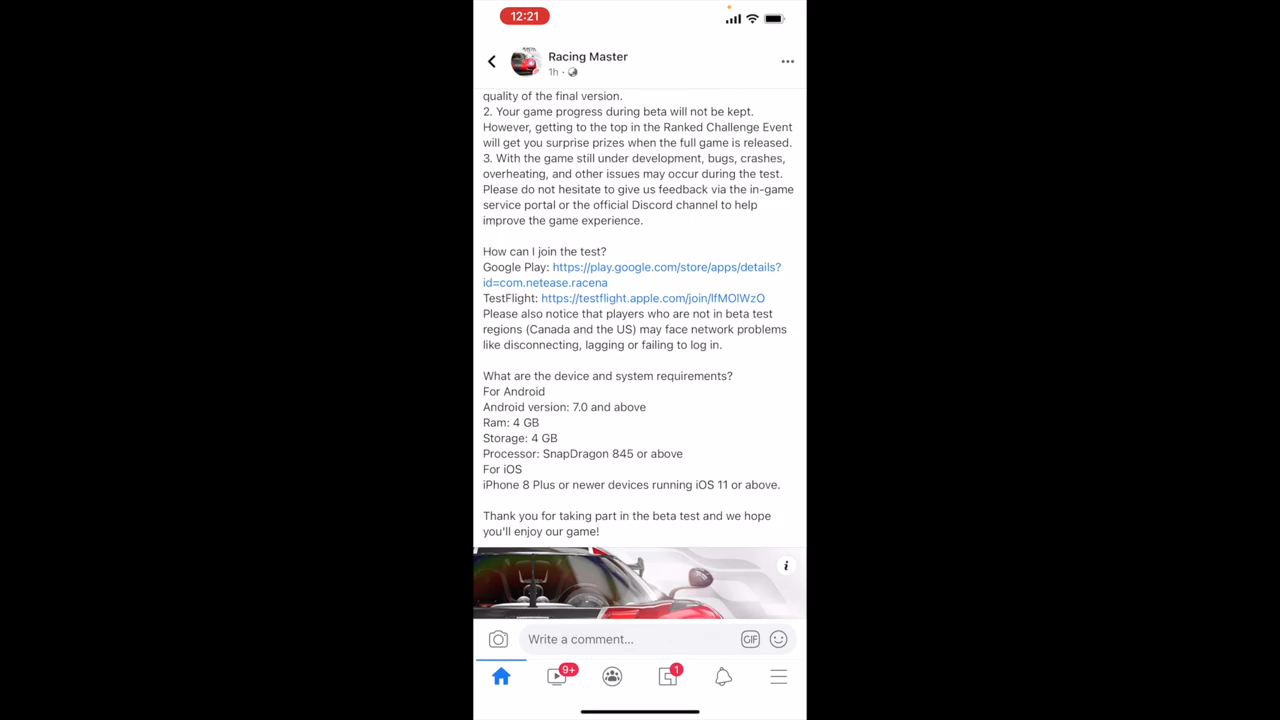 12:21
Racing Master
1h ·
quality of the final version.
2. Your game progress during beta will not be kept.
However, getting to the top in the Ranked Challenge Event
will get you surprise prizes when the full game is released.
3. With the game still under development, bugs, crashes,
overheating, and other issues may occur during the test.
Please do not hesitate to give us feedback via the in-game
service portal or the official Discord channel to help
improve the game experience.
How can I join the test?
Google Play: https://play.google.com/store/apps/details?
id=com.netease.racena
TestFlight: https://testflight.apple.com/join/lfMOlWzO
Please also notice that players who are not in beta test
regions (Canada and the US) may face network problems
like disconnecting, lagging or failing to log in.
What are the device and system requirements?
For Android
Android version: 7.0 and above
Ram: 4 GB
Storage: 4 GB
Processor: SnapDragon 845 or above
For iOS
iPhone 8 Plus or newer devices running iOS 11 or above.
Thank you for taking part in the beta test and we hope
you'll enjoy our game!
i
Write a comment...
GIF
9+
1